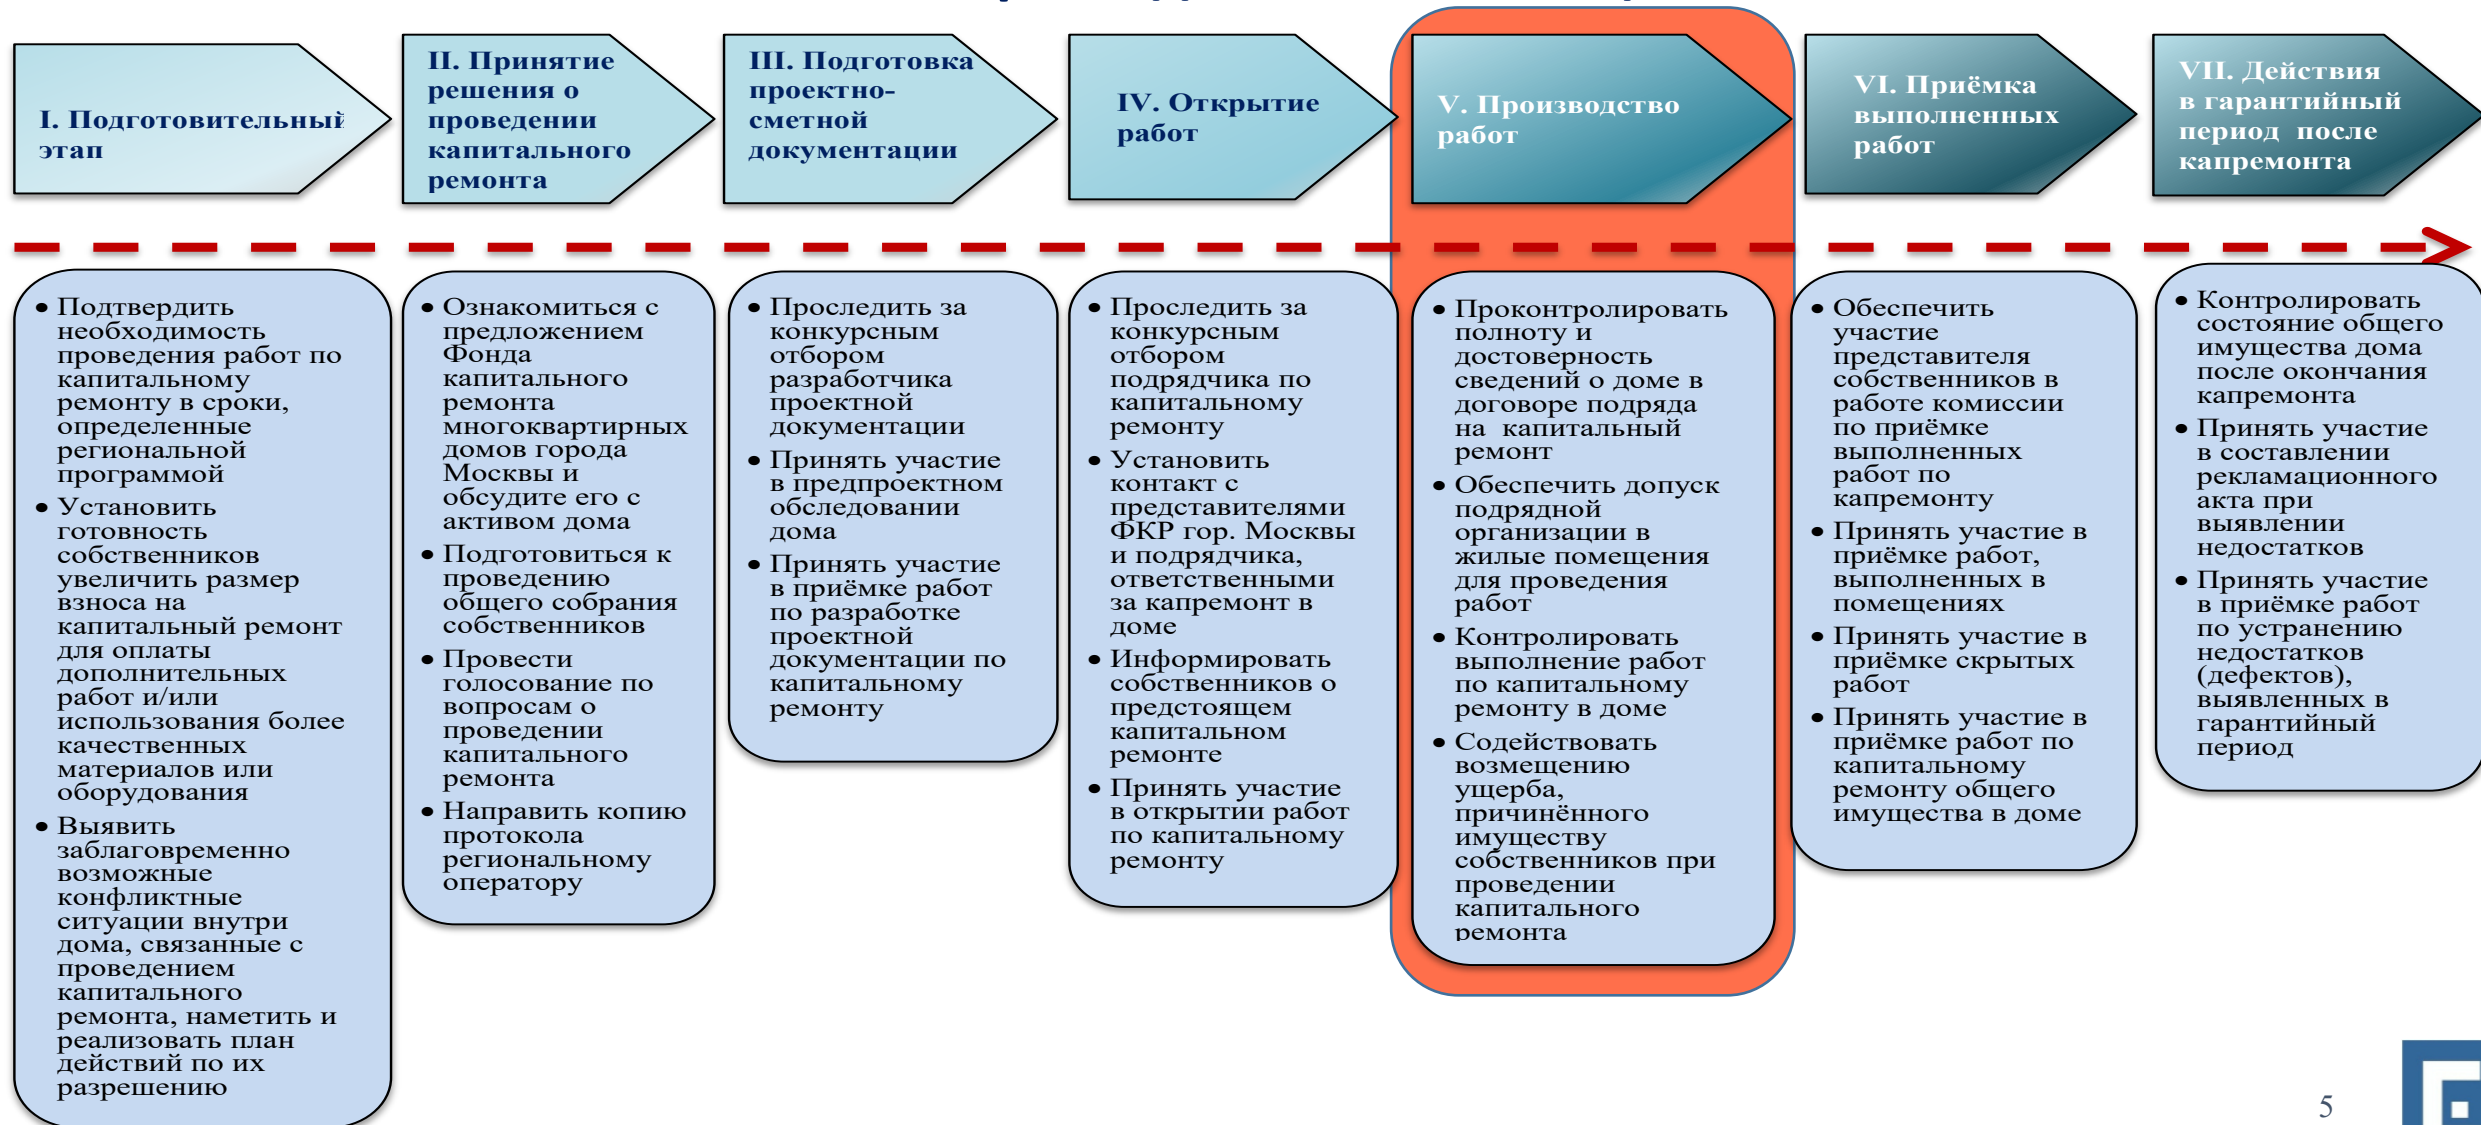 I. Подготовительный
этап
II. Принятие
решения о
проведении
капитального
ремонта
III. Подготовка
проектно-
сметной
документации
IV. Открытие
работ
V. Производство
работ
VI. Приёмка
выполненных
работ
VII. Действия
в гарантийный
период после
капремонта
• Подтвердить
необходимость
проведения работ по
капитальному
ремонту в сроки,
определенные
региональной
программой
• Установить
готовность
собственников
увеличить размер
взноса на
капитальный ремонт
для оплаты
дополнительных
работ и/или
использования более
качественных
материалов или
оборудования
• Выявить
заблаговременно
возможные
конфликтные
ситуации внутри
дома, связанные с
проведением
капитального
ремонта, наметить и
реализовать план
действий по их
разрешению
• Ознакомиться с
предложением
Фонда
капитального
ремонта
многоквартирных
домов города
Москвы и
обсудите его с
активом дома
• Подготовиться к
проведению
общего собрания
собственников
• Провести
голосование по
вопросам о
проведении
капитального
ремонта
• Направить копию
протокола
региональному
оператору
• Проследить за
конкурсным
отбором
разработчика
проектной
документации
• Принять участие
в предпроектном
обследовании
дома
• Принять участие
в приёмке работ
по разработке
проектной
документации по
капитальному
ремонту
• Проследить за
конкурсным
отбором
подрядчика по
капитальному
ремонту
• Установить
контакт с
представителями
ФКР гор. Москвы
и подрядчика,
ответственными
за капремонт в
доме
• Информировать
собственников о
предстоящем
капитальном
ремонте
• Принять участие
в открытии работ
по капитальному
ремонту
• Проконтролировать
полноту и
достоверность
сведений о доме в
договоре подряда
на капитальный
ремонт
• Обеспечить допуск
подрядной
организации в
жилые помещения
для проведения
работ
• Контролировать
выполнение работ
по капитальному
ремонту в доме
• Содействовать
возмещению
ущерба,
причинённого
имуществу
собственников при
проведении
капитального
ремонта
• Обеспечить
участие
представителя
собственников в
работе комиссии
по приёмке
выполненных
работ по
капремонту
• Принять участие в
приёмке работ,
выполненных в
помещениях
• Принять участие в
приёмке скрытых
работ
• Принять участие в
приёмке работ по
капитальному
ремонту общего
имущества в доме
• Контролировать
состояние общего
имущества дома
после окончания
капремонта
• Принять участие
в составлении
рекламационного
акта при
выявлении
недостатков
• Принять участие
в приёмке работ
по устранению
недостатков
(дефектов),
выявленных в
гарантийный
период
5